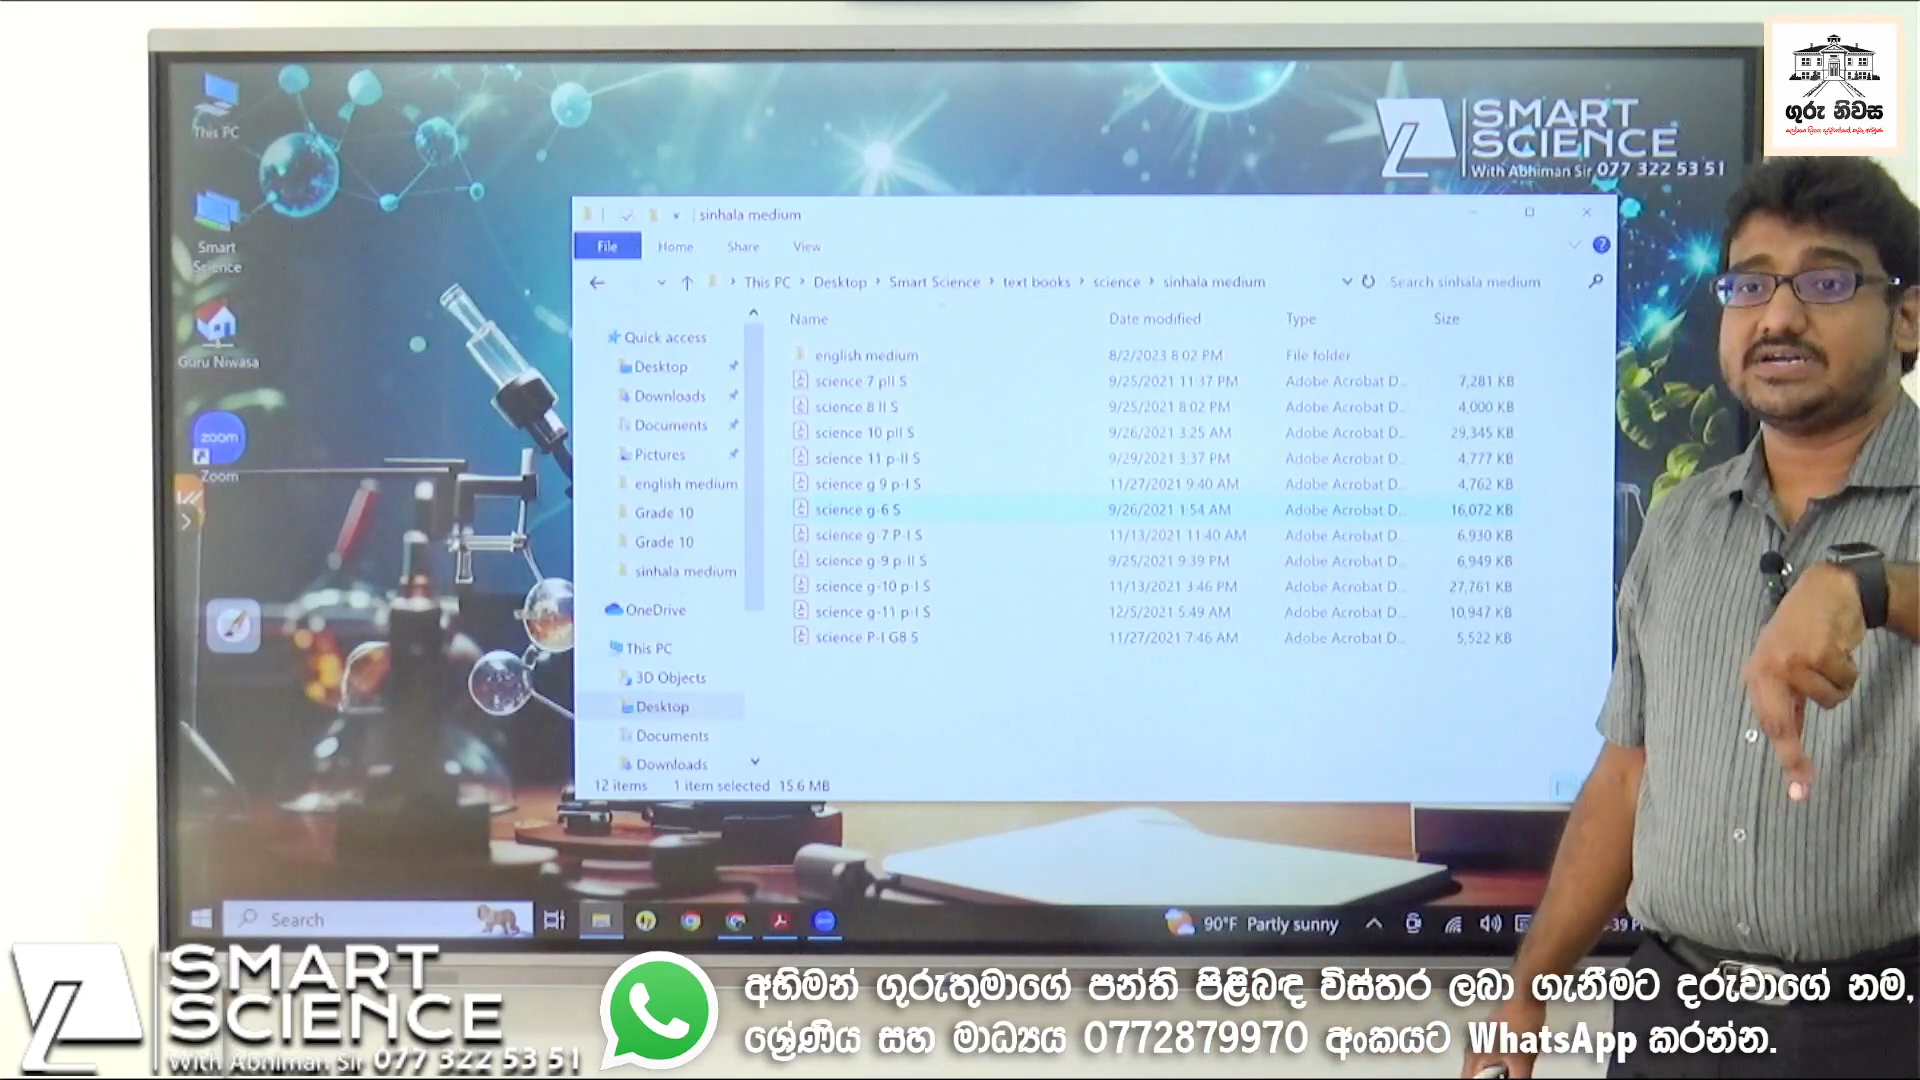 ගුරු නිවස
SMART
SCIENCE
With Abhiman Sir 077 322 53 51
This PC
Smart
Science
Guru Niwasa
zoom
Zoom
sinhala medium
File Home Share View
This PC > Desktop > Smart Science > text books > science > sinhala medium
Search sinhala medium
Name Date modified Type Size
english medium 8/2/2023 8:02 PM File folder
science 7 pII S 9/25/2021 11:37 PM Adobe Acrobat D... 7,281 KB
science 8 II S 9/25/2021 8:02 PM Adobe Acrobat D... 4,000 KB
science 10 pII S 9/26/2021 3:25 AM Adobe Acrobat D... 29,345 KB
science 11 p-II S 9/29/2021 3:37 PM Adobe Acrobat D... 4,777 KB
science g 9 p-I S 11/27/2021 9:40 AM Adobe Acrobat D... 4,762 KB
science g-6 S 9/26/2021 1:54 AM Adobe Acrobat D... 16,072 KB
science g-7 P-I S 11/13/2021 11:40 AM Adobe Acrobat D... 6,930 KB
science g-9 p-II S 9/25/2021 9:39 PM Adobe Acrobat D... 6,949 KB
science g-10 p-I S 11/13/2021 3:46 PM Adobe Acrobat D... 27,761 KB
science g-11 p-I S 12/5/2021 5:49 AM Adobe Acrobat D... 10,947 KB
science P-I G8 S 11/27/2021 7:46 AM Adobe Acrobat D... 5,522 KB
Quick access
Desktop
Downloads
Documents
Pictures
english medium
Grade 10
Grade 10
sinhala medium
OneDrive
This PC
3D Objects
Desktop
Documents
Downloads
12 items 1 item selected 15.6 MB
Search
90°F Partly sunny
SMART
SCIENCE
With Abhiman Sir 077 322 53 51
අභිමන් ගුරුතුමාගේ පන්ති පිළිබඳ විස්තර ලබා ගැනීමට දරුවාගේ නම,
ශ්‍රේණිය සහ මාධ්‍යය 0772879970 අංකයට WhatsApp කරන්න.